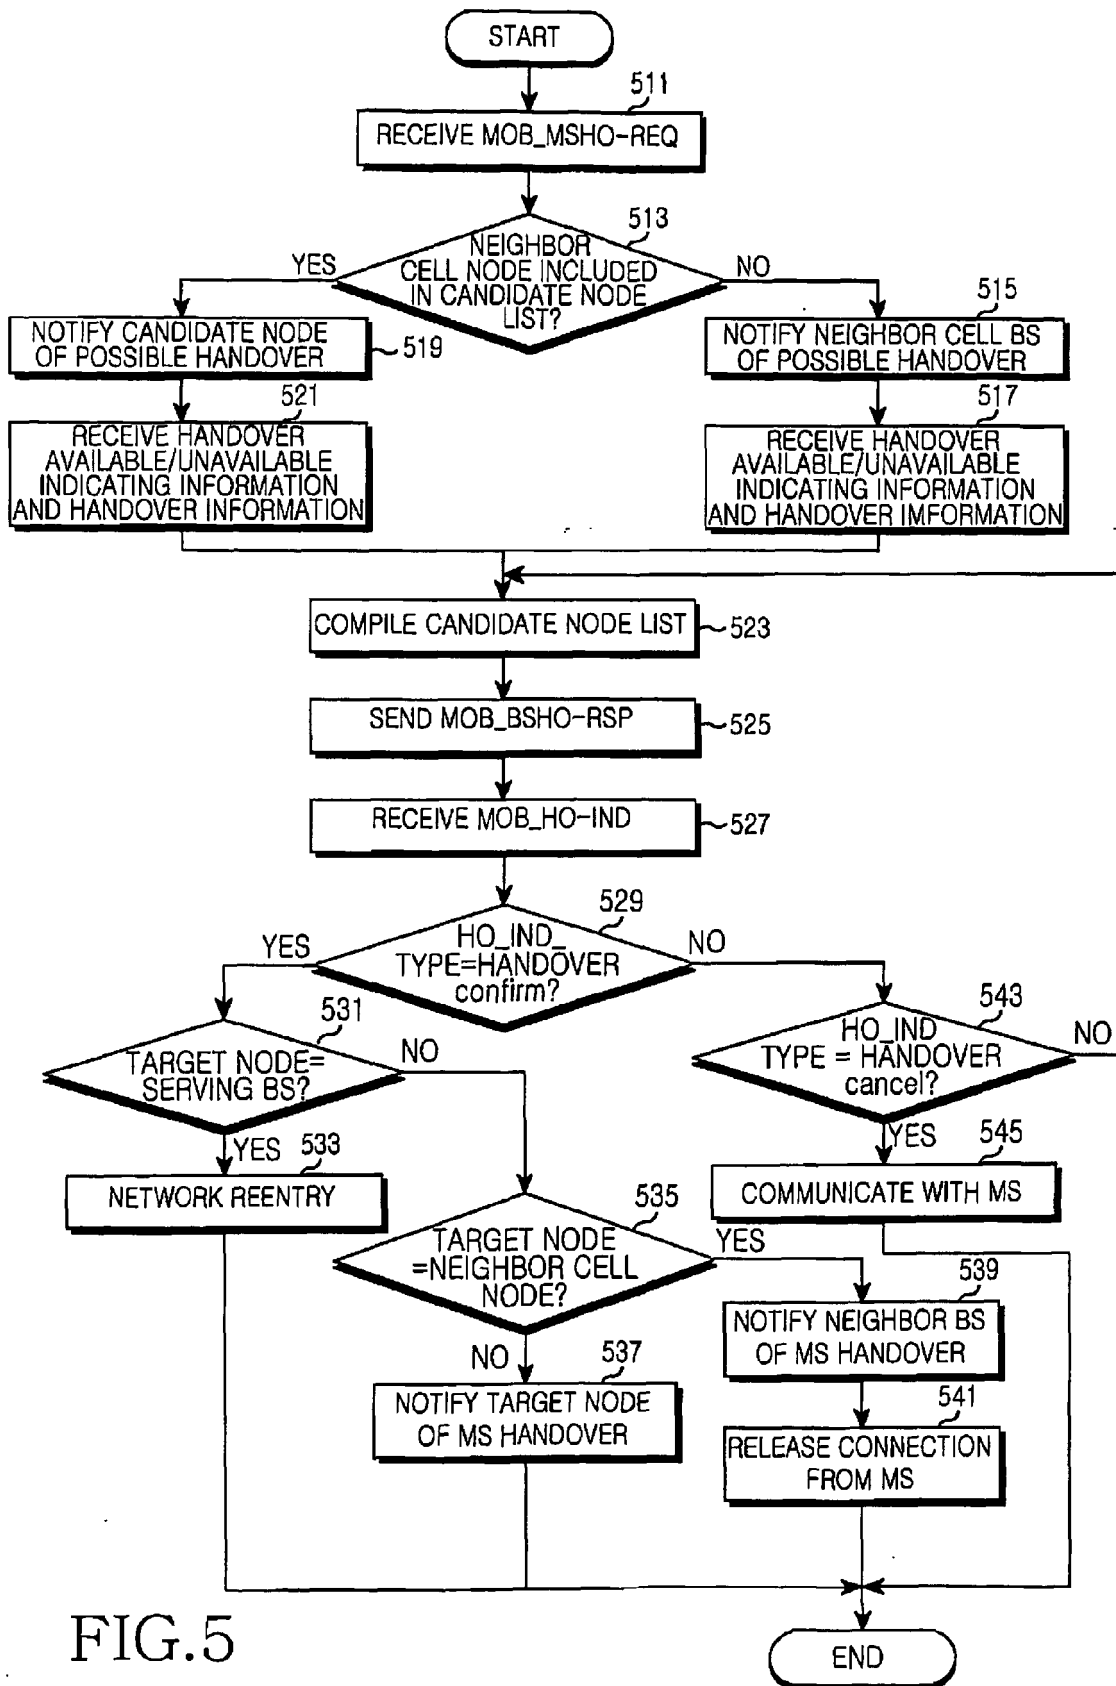 START
511
RECEIVE MOB_MSHO-REQ
513
NEIGHBOR
CELL NODE INCLUDED
IN CANDIDATE NODE
LIST?
YES
NO
NOTIFY CANDIDATE NODE
OF POSSIBLE HANDOVER
519
515
NOTIFY NEIGHBOR CELL BS
OF POSSIBLE HANDOVER
521
RECEIVE HANDOVER
AVAILABLE/UNAVAILABLE
INDICATING INFORMATION
AND HANDOVER INFORMATION
517
RECEIVE HANDOVER
AVAILABLE/UNAVAILABLE
INDICATING INFORMATION
AND HANDOVER IMFORMATION
COMPILE CANDIDATE NODE LIST
523
SEND MOB_BSHO-RSP
525
RECEIVE MOB_HO-IND
527
529
HO_IND_
TYPE=HANDOVER
confirm?
YES
NO
531
TARGET NODE=
SERVING BS?
NO
YES
543
HO_IND
TYPE = HANDOVER
cancel?
NO
YES
533
NETWORK REENTRY
545
COMMUNICATE WITH MS
535
TARGET NODE
=NEIGHBOR CELL
NODE?
YES
NO
539
NOTIFY NEIGHBOR BS
OF MS HANDOVER
537
NOTIFY TARGET NODE
OF MS HANDOVER
541
RELEASE CONNECTION
FROM MS
END
FIG.5